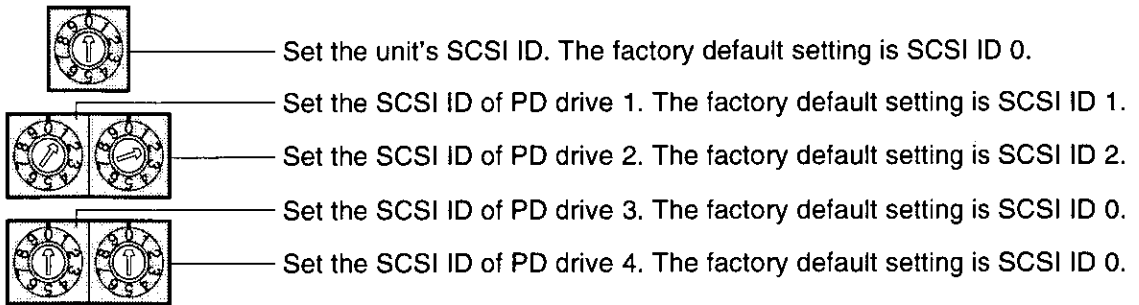 Set the unit's SCSI ID. The factory default setting is SCSI ID 0.
Set the SCSI ID of PD drive 1. The factory default setting is SCSI ID 1.
Set the SCSI ID of PD drive 2. The factory default setting is SCSI ID 2.
Set the SCSI ID of PD drive 3. The factory default setting is SCSI ID 0.
Set the SCSI ID of PD drive 4. The factory default setting is SCSI ID 0.